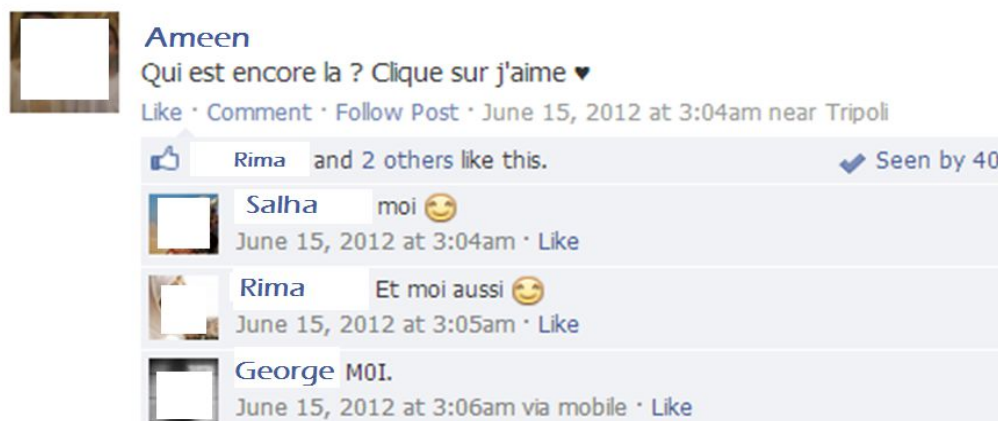 Ameen
Qui est encore la ? Clique sur j'aime ♥
Like · Comment · Follow Post · June 15, 2012 at 3:04am near Tripoli
Rima and 2 others like this. Seen by 40
Salha moi 😊
June 15, 2012 at 3:04am · Like
Rima Et moi aussi 😊
June 15, 2012 at 3:05am · Like
George M0I.
June 15, 2012 at 3:06am via mobile · Like